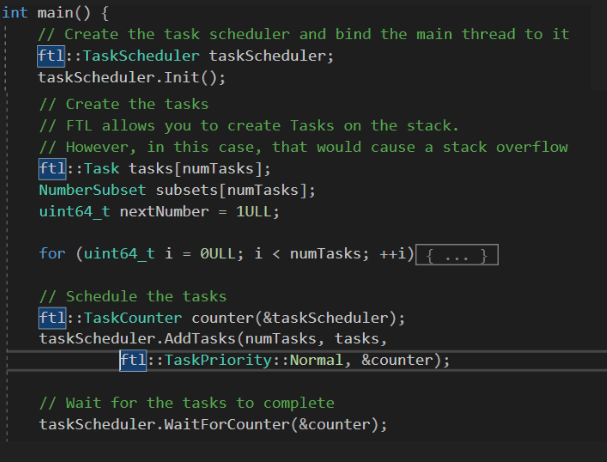 int main() {
// Create the task scheduler and bind the main thread to it
ftl::TaskScheduler taskScheduler;
taskScheduler.Init();
// Create the tasks
// FTL allows you to create Tasks on the stack.
// However, in this case, that would cause a stack overflow
ftl::Task tasks[numTasks];
NumberSubset subsets[numTasks];
uint64_t nextNumber = 1ULL;
for (uint64_t i = 0ULL; i < numTasks; ++i){ ... }
// Schedule the tasks
ftl::TaskCounter counter(&taskScheduler);
taskScheduler.AddTasks(numTasks, tasks,
ftl::TaskPriority::Normal, &counter);
// Wait for the tasks to complete
taskScheduler.WaitForCounter(&counter);